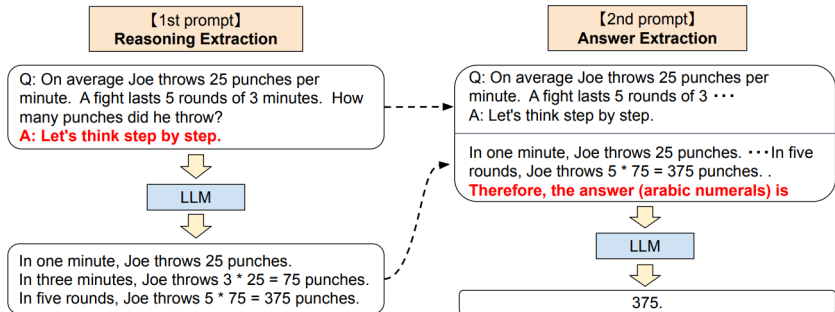 【1st prompt】
Reasoning Extraction
Q: On average Joe throws 25 punches per
minute. A fight lasts 5 rounds of 3 minutes. How
many punches did he throw?
A: Let's think step by step.
LLM
In one minute, Joe throws 25 punches.
In three minutes, Joe throws 3 * 25 = 75 punches.
In five rounds, Joe throws 5 * 75 = 375 punches.
【2nd prompt】
Answer Extraction
Q: On average Joe throws 25 punches per
minute. A fight lasts 5 rounds of 3 ・・・
A: Let's think step by step.
In one minute, Joe throws 25 punches. ・・・In five
rounds, Joe throws 5 * 75 = 375 punches. .
Therefore, the answer (arabic numerals) is
LLM
375.